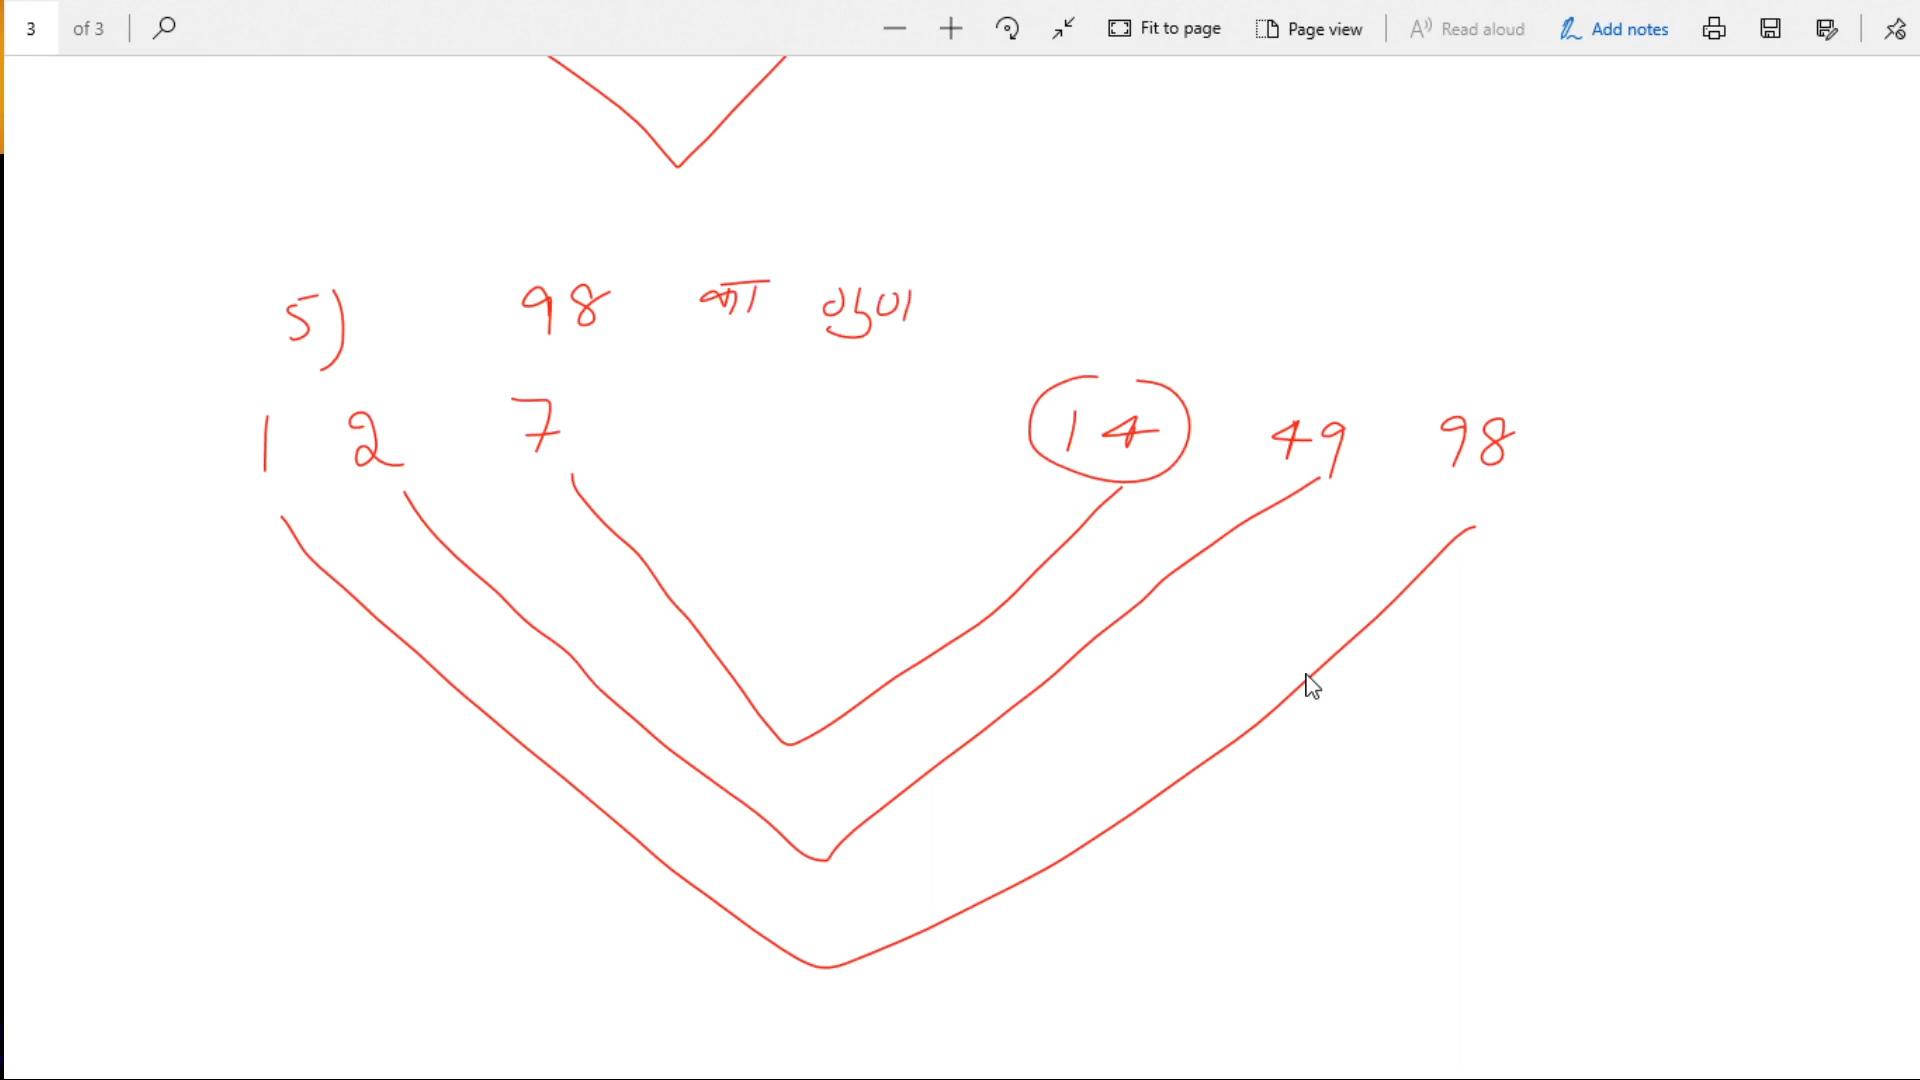 3 of 3 Fit to page Page view Read aloud Add notes
5) 98 का गुणा
1 2 7 14 49 98